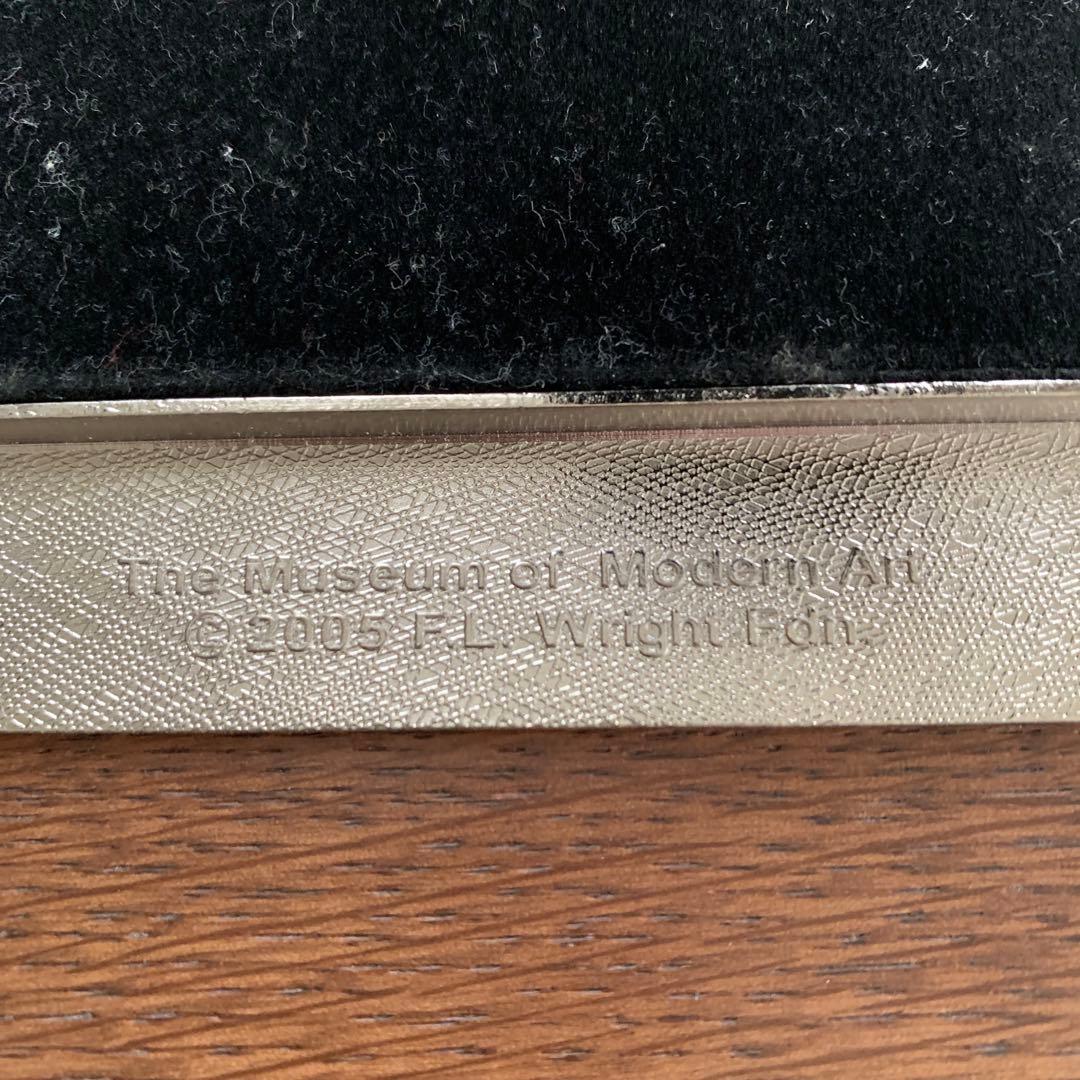 The Museum of Modern Art
© 2005 F.L. Wright Fdn.